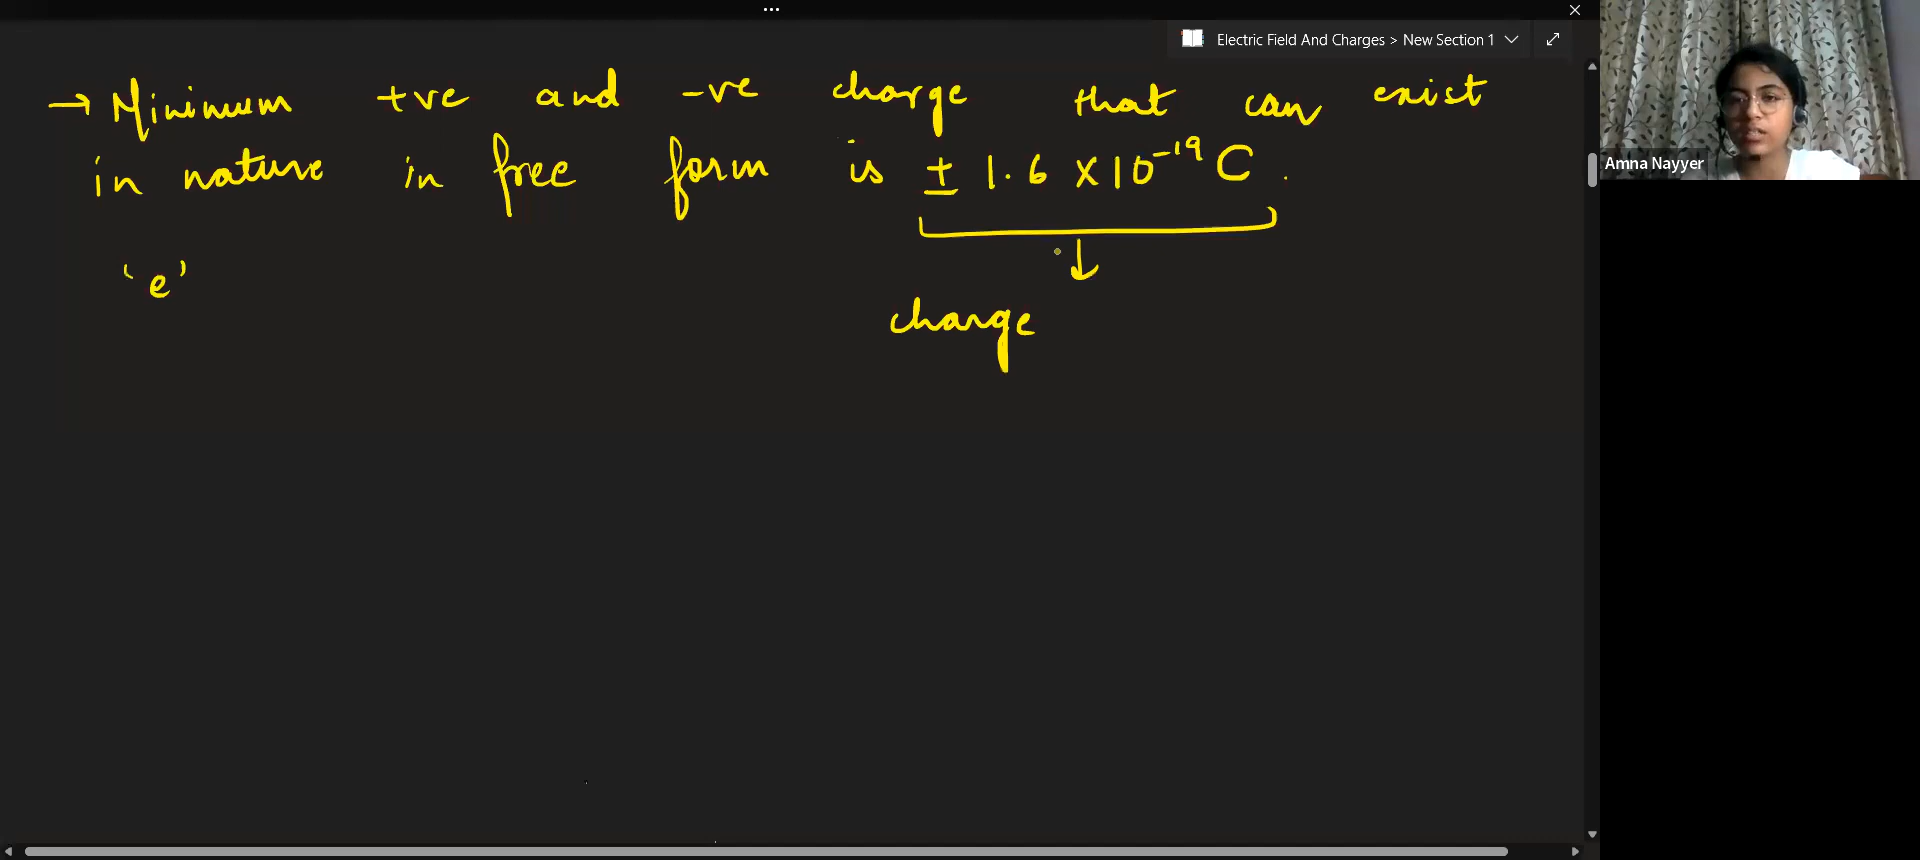 Electric Field And Charges > New Section 1
→ Minimum +ve and -ve charge that can exist
in nature in free form is ± 1.6 × 10⁻¹⁹ C .
'e'
charge
Amna Nayyer